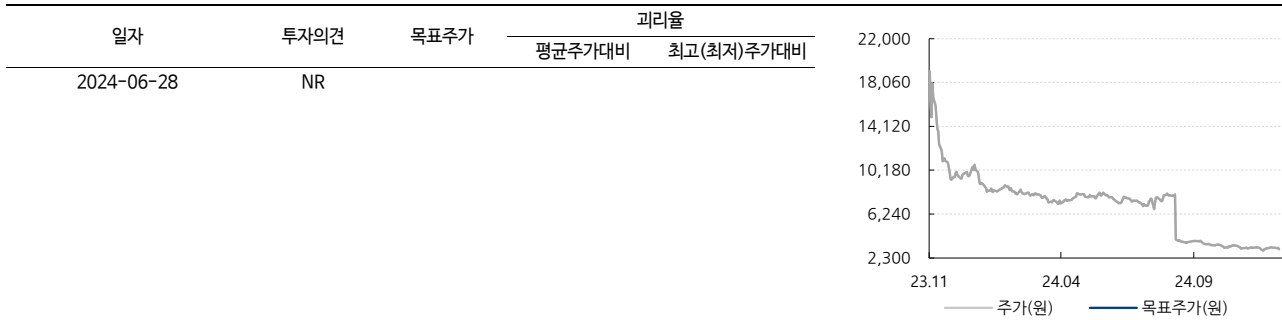 일자 투자의견 목표주가 괴리율
평균주가대비 최고(최저)주가대비
2024-06-28 NR
22,000
18,060
14,120
10,180
6,240
2,300
23.11 24.04 24.09
주가(원) 목표주가(원)